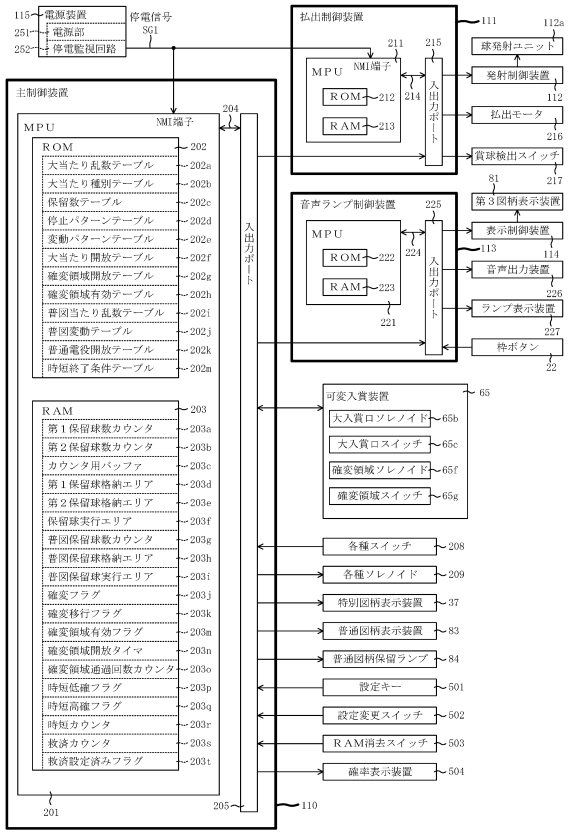 115
電源装置
251
電源部
252
停電監視回路
停電信号
SG1
主制御装置
NMI端子
MPU
204
ROM
202
大当たり乱数テーブル
202a
大当たり種別テーブル
202b
保留数テーブル
202c
停止パターンテーブル
202d
変動パターンテーブル
202e
大当たり開放テーブル
202f
確変領域開放テーブル
202g
確変領域有効テーブル
202h
普図当たり乱数テーブル
202i
普図変動テーブル
202j
普通電役開放テーブル
202k
時短終了条件テーブル
202m
RAM
203
第1保留球数カウンタ
203a
第2保留球数カウンタ
203b
カウンタ用バッファ
203c
第1保留球格納エリア
203d
第2保留球格納エリア
203e
保留球実行エリア
203f
普図保留球数カウンタ
203g
普図保留球格納エリア
203h
普図保留球実行エリア
203i
確変フラグ
203j
確変移行フラグ
203k
確変領域有効フラグ
203m
確変領域開放タイマ
203n
確変領域通過回数カウンタ
203o
時短低確フラグ
203p
時短高確フラグ
203q
時短カウンタ
203r
救済カウンタ
203s
救済設定済みフラグ
203t
201
入出力ポート
205
110
払出制御装置
111
211
NMI端子
MPU
ROM
212
RAM
213
214
215
入出力ポート
112a
球発射ユニット
発射制御装置
112
払出モータ
216
賞球検出スイッチ
217
音声ランプ制御装置
113
MPU
ROM
222
RAM
223
221
224
225
入出力ポート
81
第3図柄表示装置
表示制御装置
114
音声出力装置
226
ランプ表示装置
227
枠ボタン
22
可変入賞装置
65
大入賞口ソレノイド
65b
大入賞口スイッチ
65c
確変領域ソレノイド
65f
確変領域スイッチ
65g
各種スイッチ
208
各種ソレノイド
209
特別図柄表示装置
37
普通図柄表示装置
83
普通図柄保留ランプ
84
設定キー
501
設定変更スイッチ
502
RAM消去スイッチ
503
確率表示装置
504